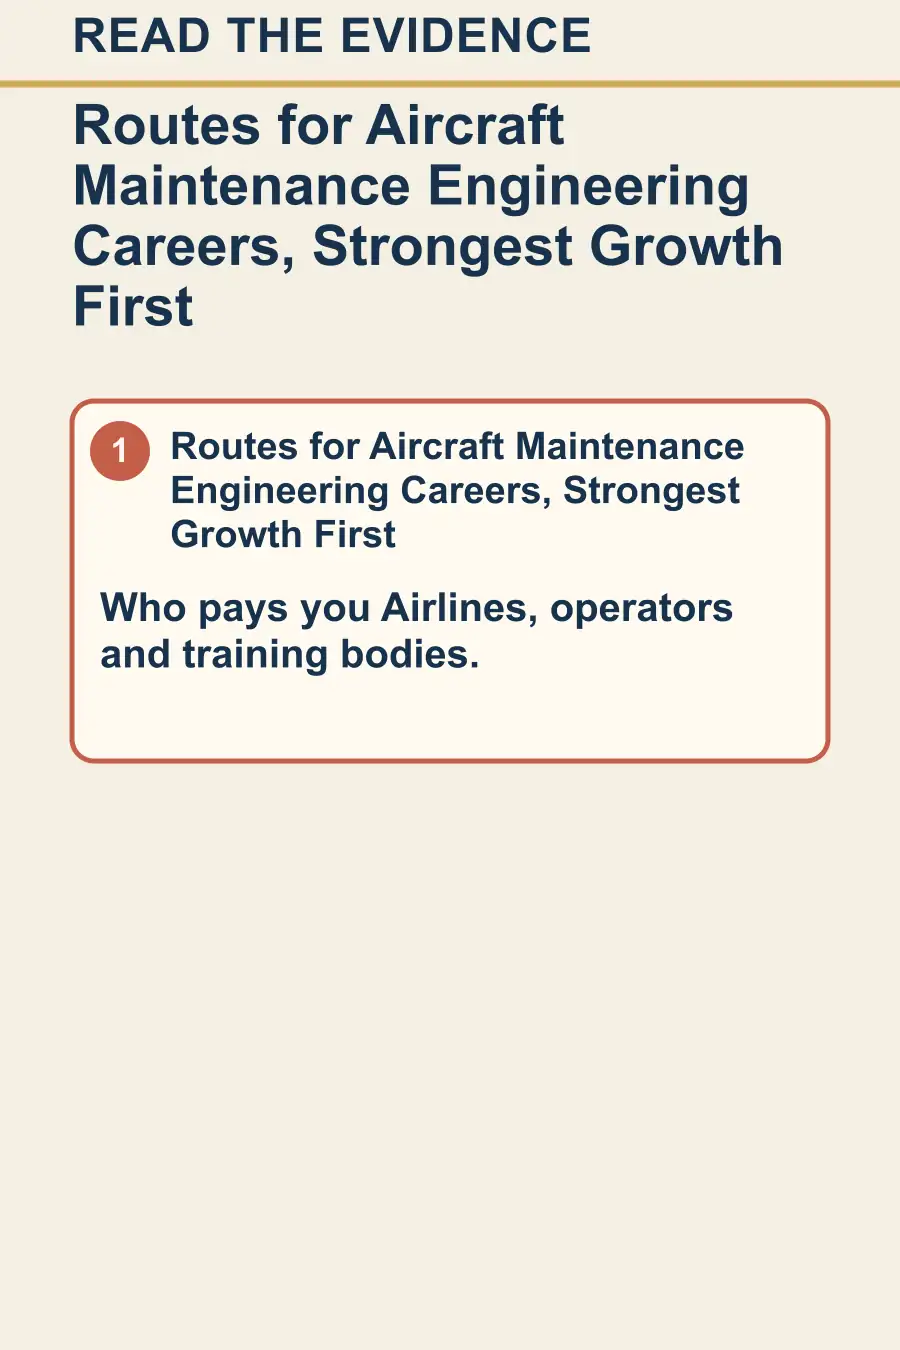 READ THE EVIDENCE
Routes for Aircraft
Maintenance Engineering
Careers, Strongest Growth
First
1
Routes for Aircraft Maintenance
Engineering Careers, Strongest
Growth First
Who pays you Airlines, operators
and training bodies.